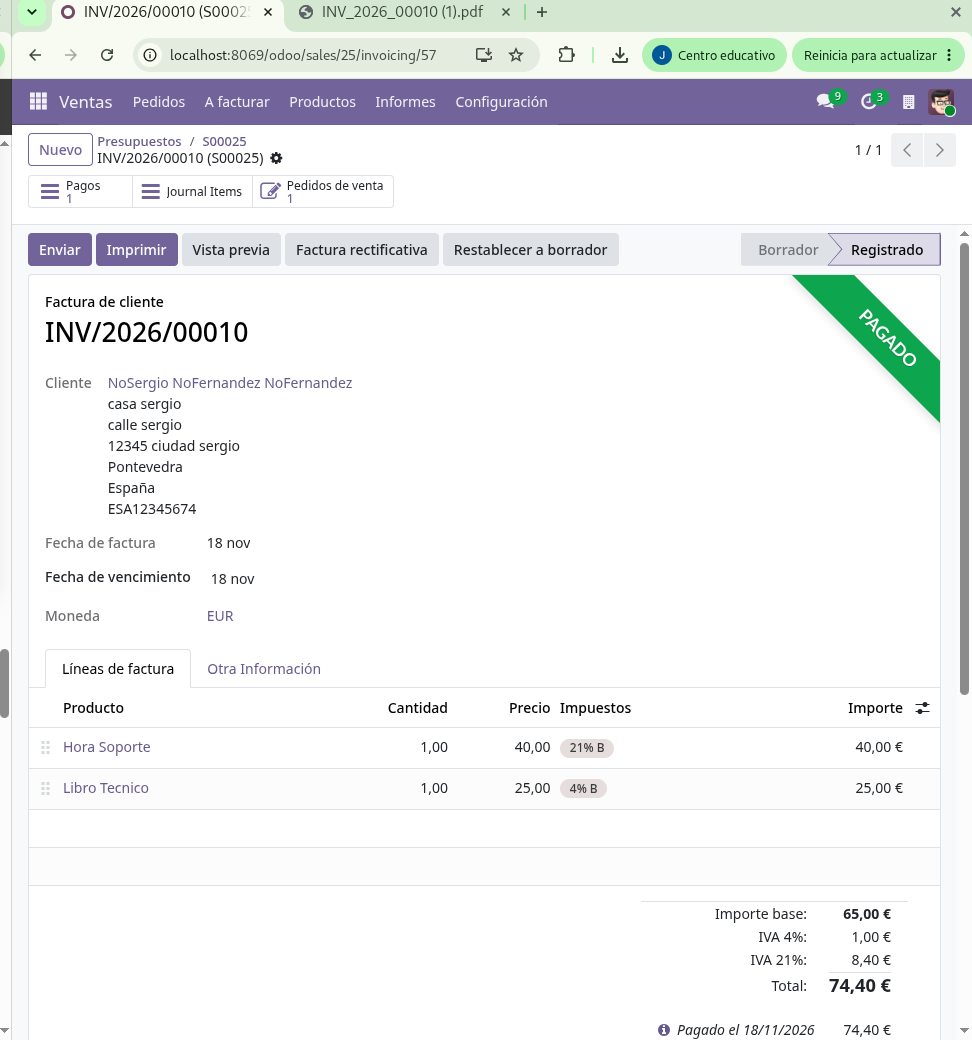 INV/2026/00010 (S00025
INV_2026_00010 (1).pdf
localhost:8069/odoo/sales/25/invoicing/57
J Centro educativo
Reinicia para actualizar
Ventas Pedidos A facturar Productos Informes Configuración 9 3
Nuevo
Presupuestos / S00025
INV/2026/00010 (S00025)
1 / 1
Pagos
1
Journal Items
Pedidos de venta
1
Enviar Imprimir Vista previa Factura rectificativa Restablecer a borrador Borrador Registrado
PAGADO
Factura de cliente
INV/2026/00010
Cliente NoSergio NoFernandez NoFernandez
casa sergio
calle sergio
12345 ciudad sergio
Pontevedra
España
ESA12345674
Fecha de factura 18 nov
Fecha de vencimiento 18 nov
Moneda EUR
Líneas de factura Otra Información
Producto Cantidad Precio Impuestos Importe
Hora Soporte 1,00 40,00 21% B 40,00 €
Libro Tecnico 1,00 25,00 4% B 25,00 €
Importe base: 65,00 €
IVA 4%: 1,00 €
IVA 21%: 8,40 €
Total: 74,40 €
Pagado el 18/11/2026 74,40 €